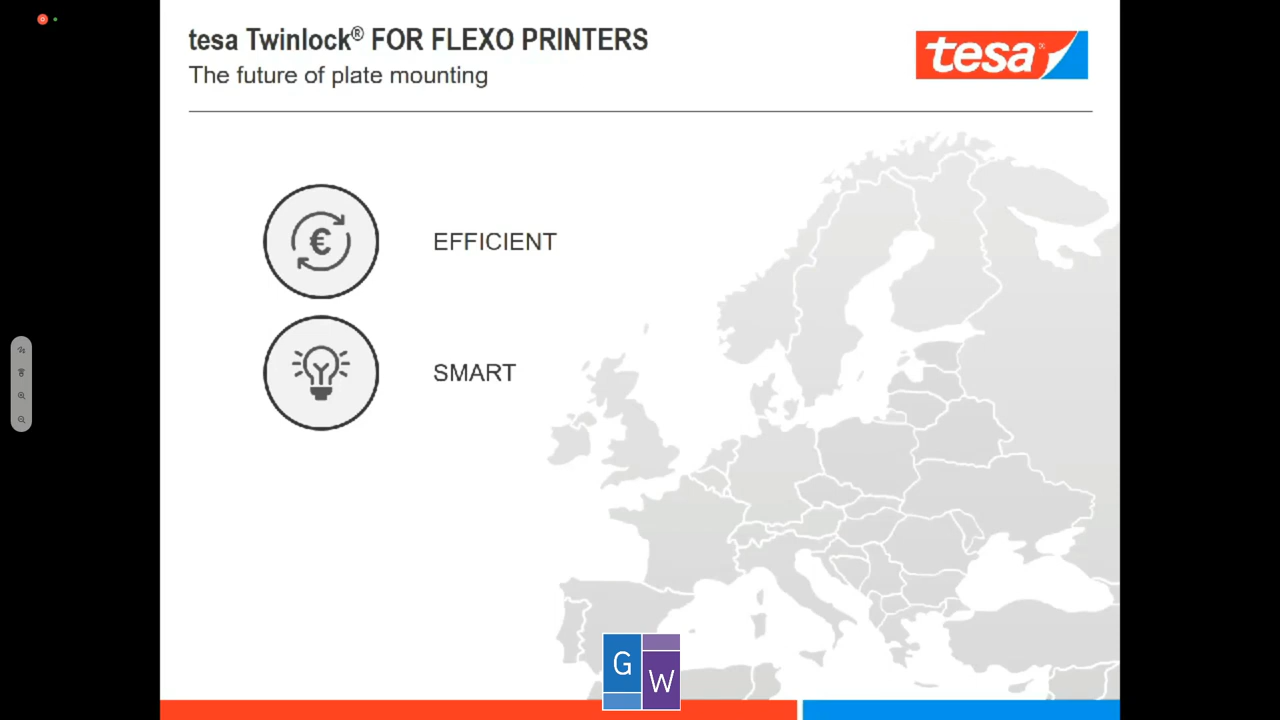 tesa Twinlock® FOR FLEXO PRINTERS
The future of plate mounting
tesa®
€
EFFICIENT
SMART
G
W